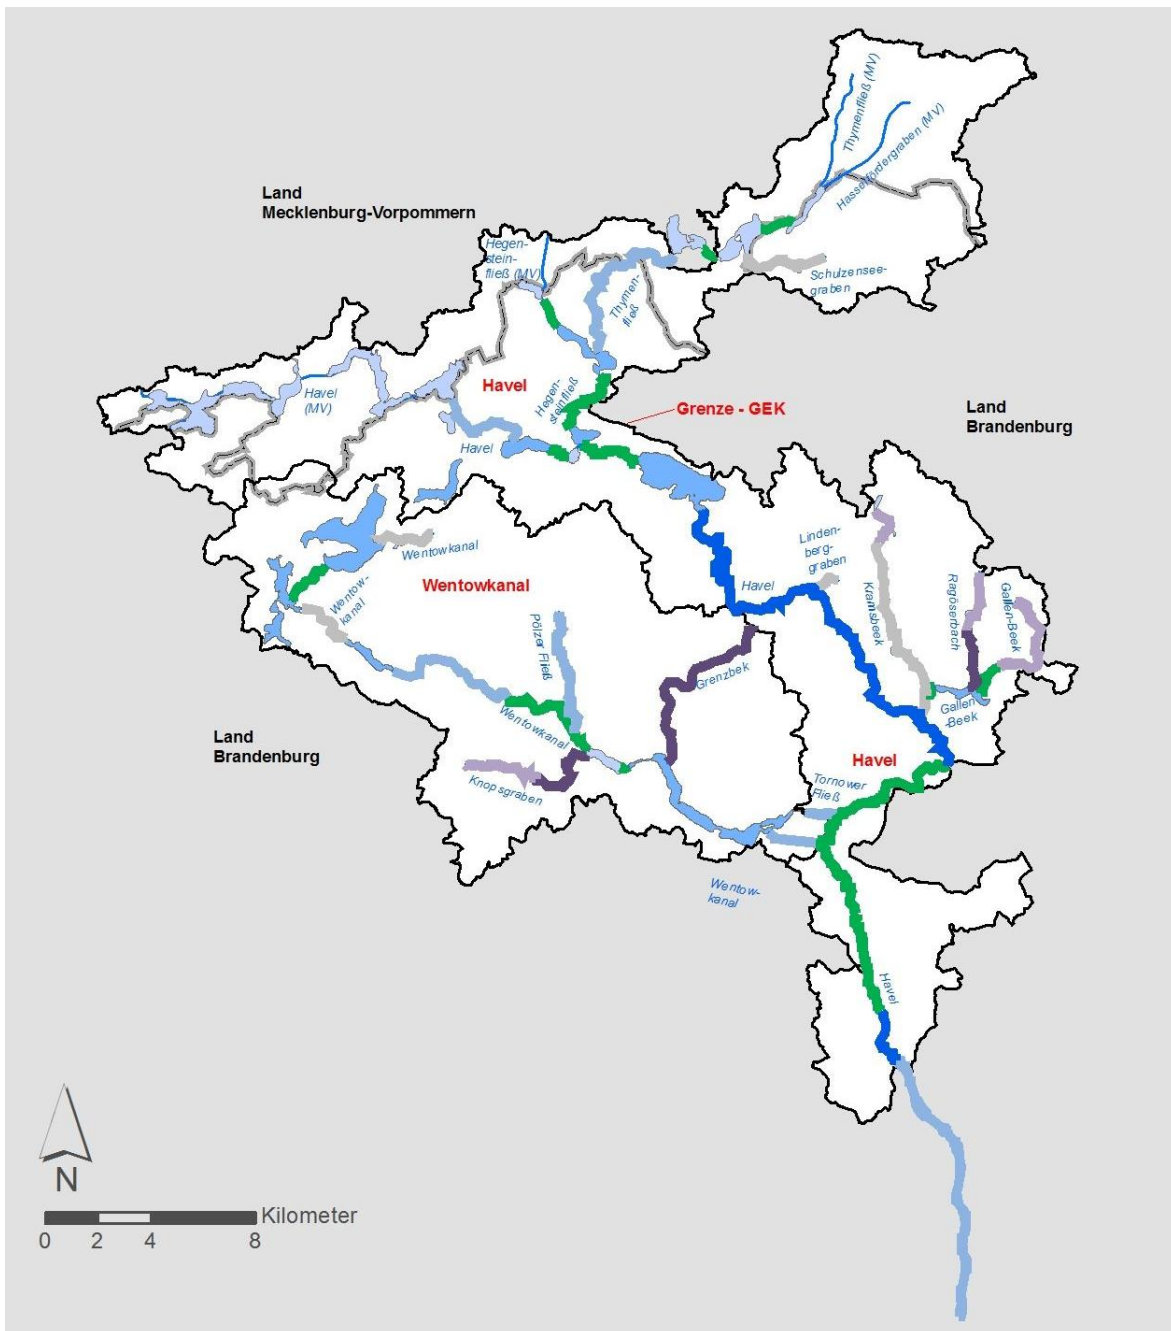 Thymenfließ (MV)
Hasselfördergraben (MV)
Land
Mecklenburg-Vorpommern
Hegen-
stein-
fließ (MV)
Schulzensee-
graben
Thymen-
fließ
Havel
Havel
(MV)
Hegen-
steinfließ
Grenze - GEK
Land
Brandenburg
Havel
Wentowkanal
Linden-
berg-
graben
Wentow-
kanal
Wentowkanal
Havel
Kramsbeek
Ragöserbach
Gallen-Beek
Pölzer Fließ
Grenzbek
Gallen
-Beek
Wentowkanal
Land
Brandenburg
Havel
Knopsgraben
Tornower
Fließ
Wentow-
kanal
Havel
N
Kilometer
0 2 4 8